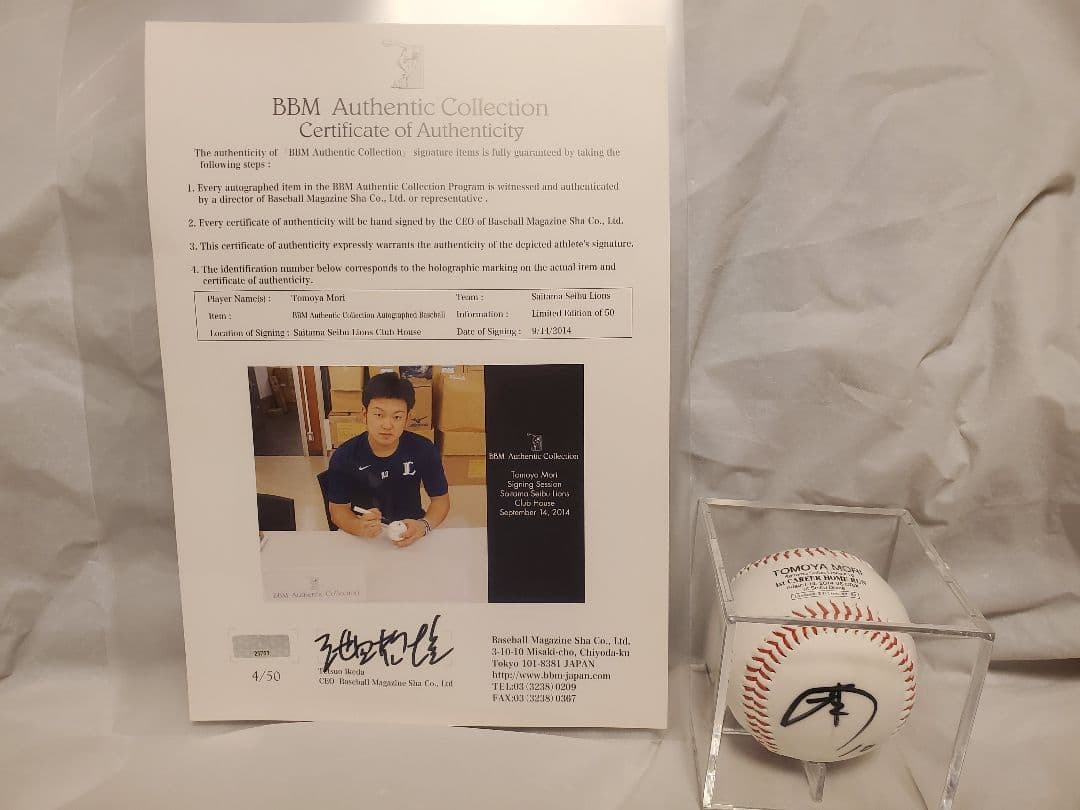 BBM Authentic Collection
Certificate of Authenticity
The authenticity of 「BBM Authentic Collection」 signature items is fully guaranteed by taking the
following steps :
1. Every autographed item in the BBM Authentic Collection Program is witnessed and authenticated
by a director of Baseball Magazine Sha Co., Ltd. or representative .
2. Every certificate of authenticity will be hand signed by the CEO of Baseball Magazine Sha Co., Ltd.
3. This certificate of authenticity expressly warrants the authenticity of the depicted athlete's signature.
4. The identification number below corresponds to the holographic marking on the actual item and
certificate of authenticity.
Player Name(s) : Tomoya Mori Team : Saitama Seibu Lions
Item : BBM Authentic Collection Autographed Baseball Information : Limited Edition of 50
Location of Signing : Saitama Seibu Lions Club House Date of Signing : 9/14/2014
L
BBM Authentic Collection
Tomoya Mori
Signing Session
Saitama Seibu Lions
Club House
September 14, 2014
BBM Authentic Collection
4/50
Tetsuo Ikeda
CEO Baseball Magazine Sha Co., Ltd
Baseball Magazine Sha Co., Ltd.
3-10-10 Misaki-cho, Chiyoda-ku
Tokyo 101-8381 JAPAN
http://www.bbm-japan.com
TEL:03 (3238) 0209
FAX:03 (3238) 0367
TOMOYA MORI
1st CAREER HOME RUN